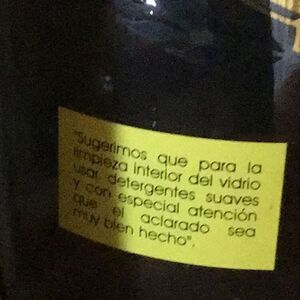 "Sugerimos que para la
limpieza interior del vidrio
usar detergentes suaves
y con especial atención
que el aclarado sea
muy bien hecho",